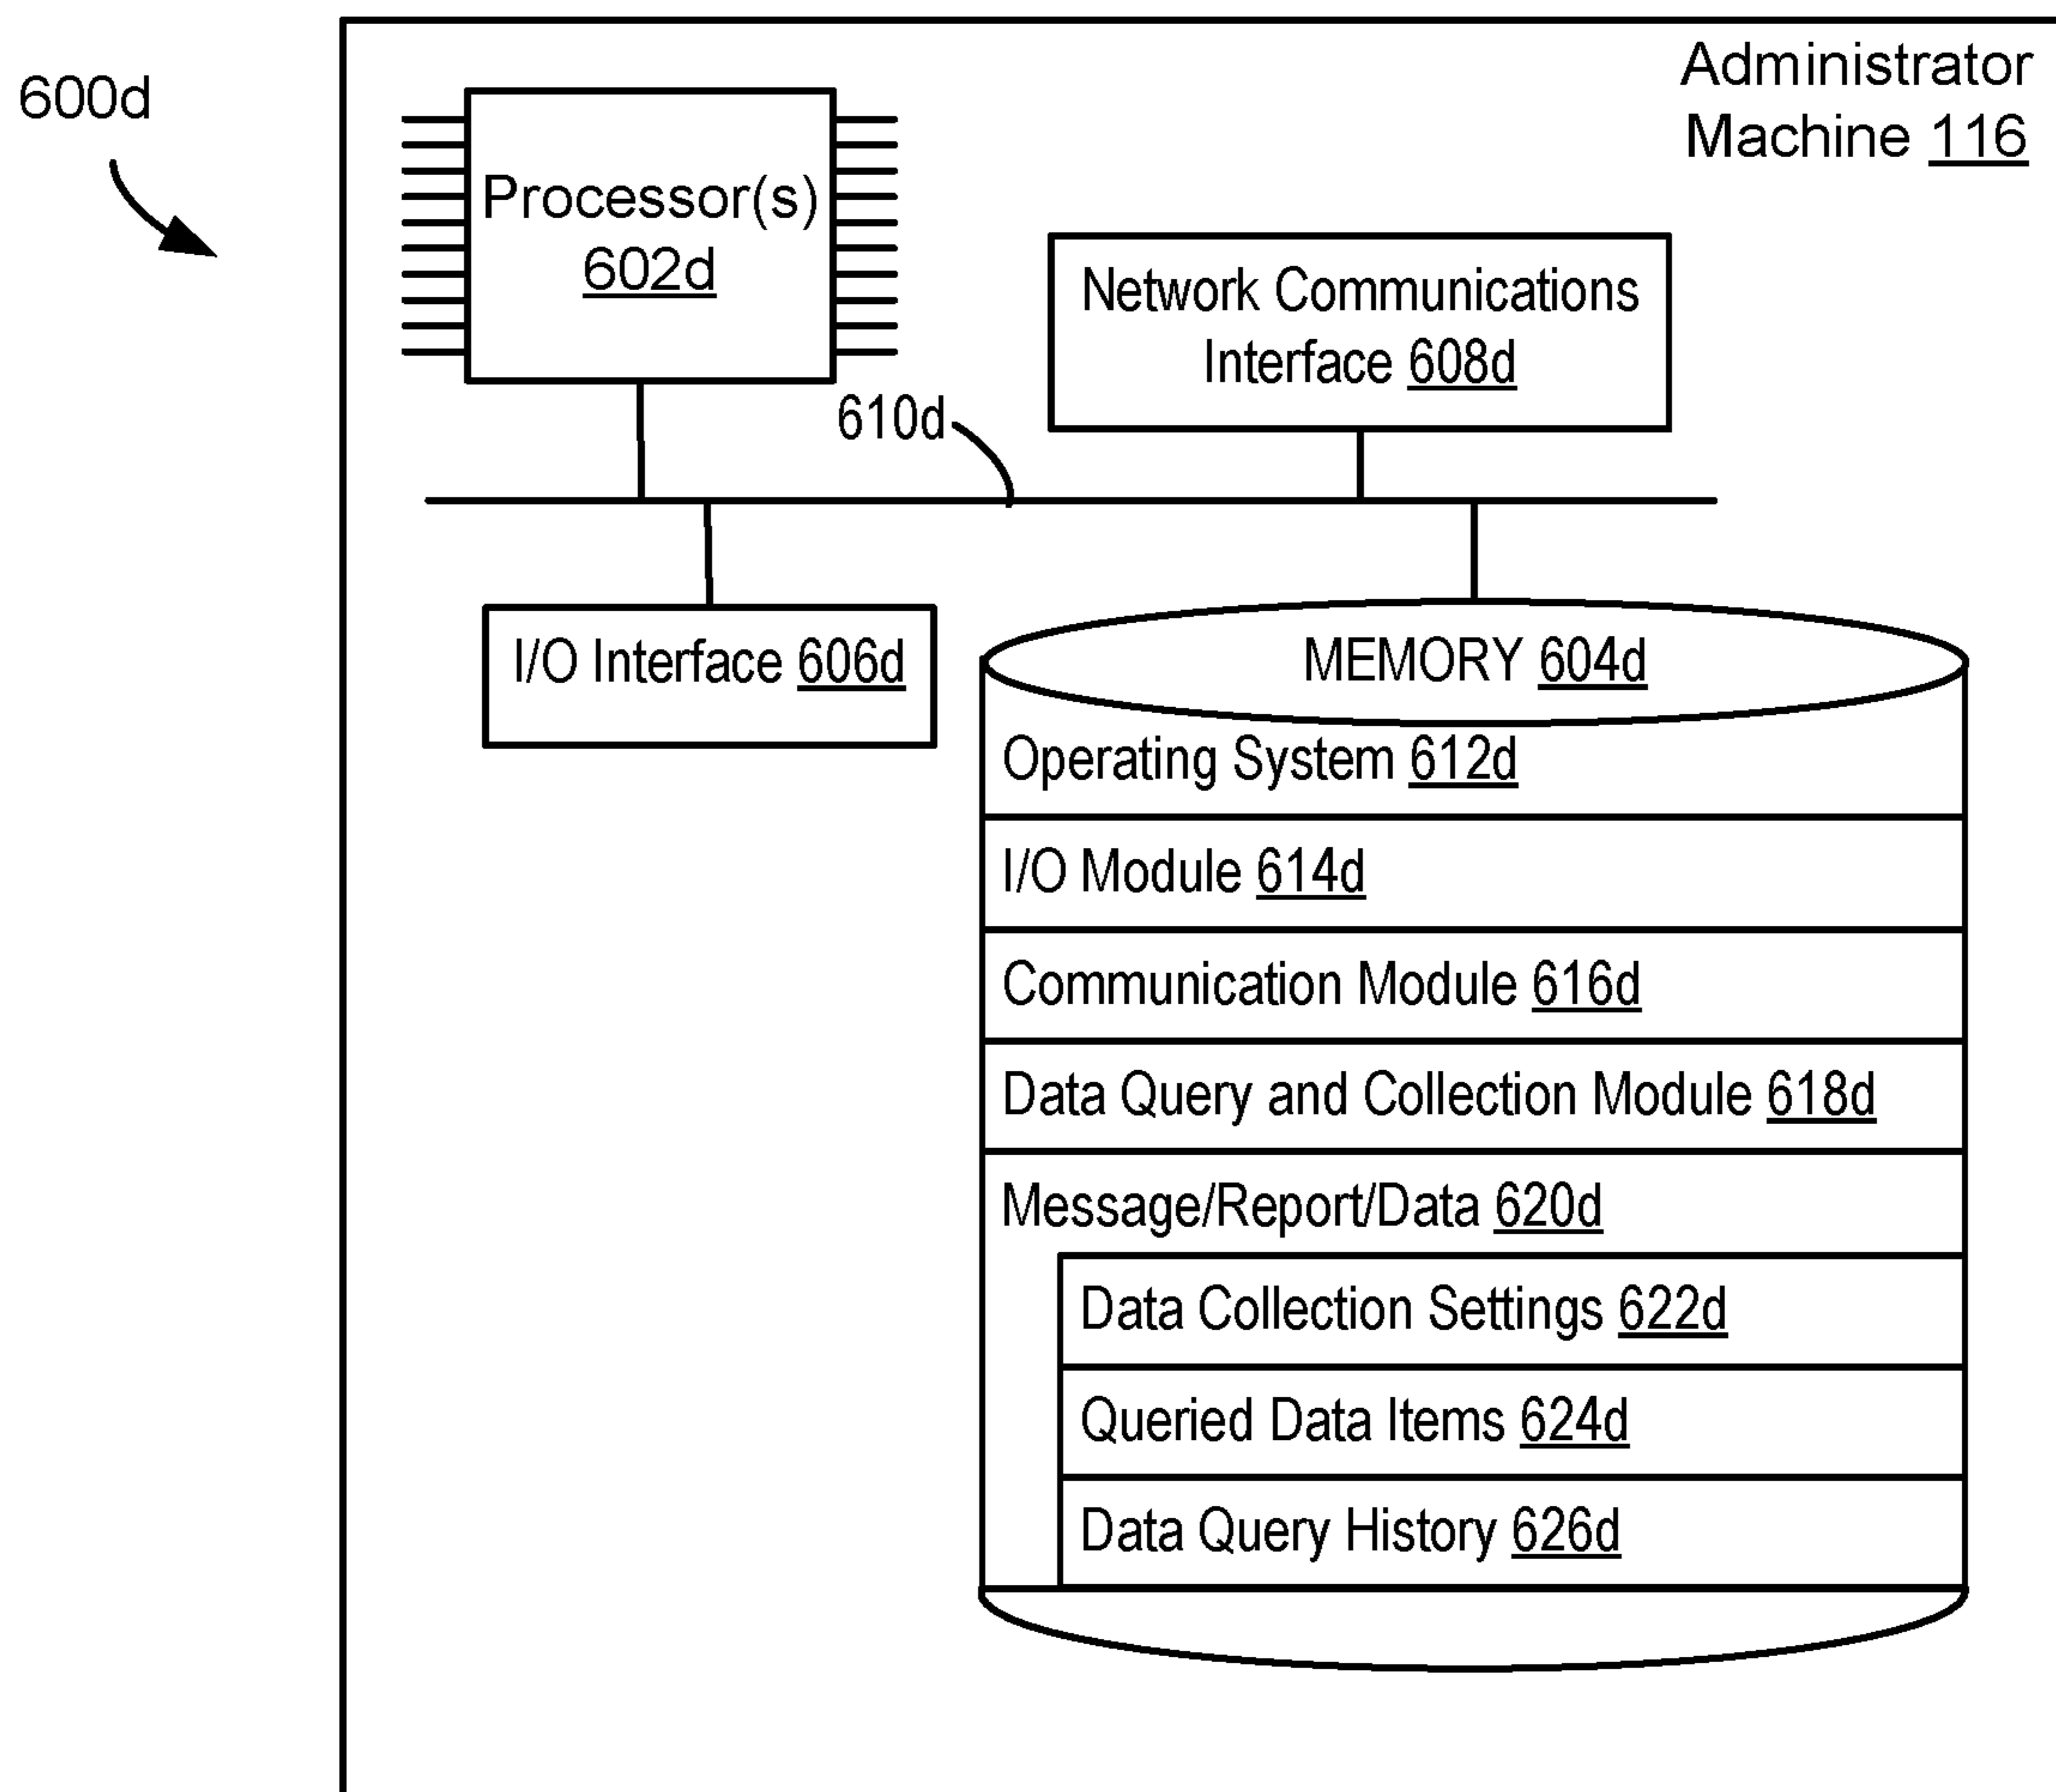 600d
Administrator
Machine 116
Processor(s)
602d
Network Communications
Interface 608d
610d
I/O Interface 606d
MEMORY 604d
Operating System 612d
I/O Module 614d
Communication Module 616d
Data Query and Collection Module 618d
Message/Report/Data 620d
Data Collection Settings 622d
Queried Data Items 624d
Data Query History 626d